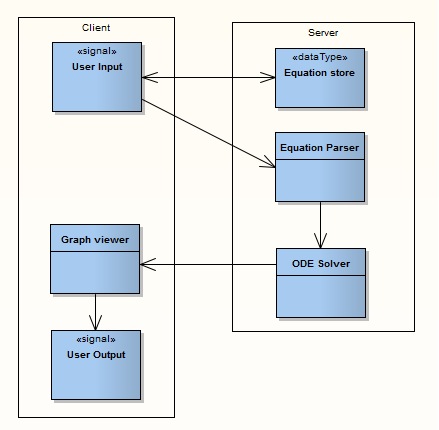 Client
«signal»
User Input
Graph viewer
«signal»
User Output
Server
«dataType»
Equation store
Equation Parser
ODE Solver